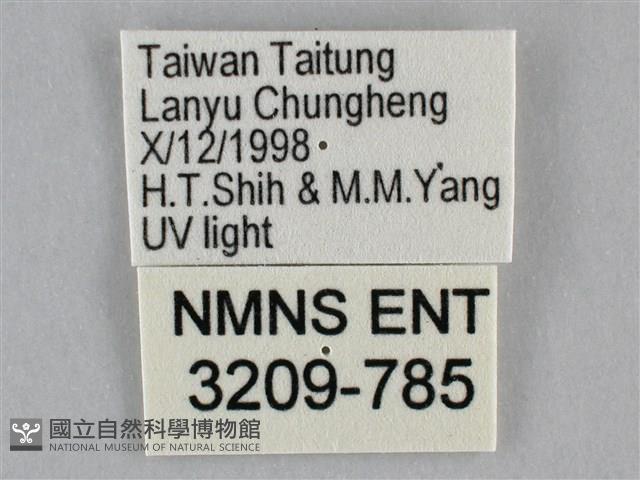 Taiwan Taitung
Lanyu Chungheng
X/12/1998
H.T.Shih & M.M.Yang
UV light
NMNS ENT
3209-785
國立自然科學博物館
NATIONAL MUSEUM OF NATURAL SCIENCE